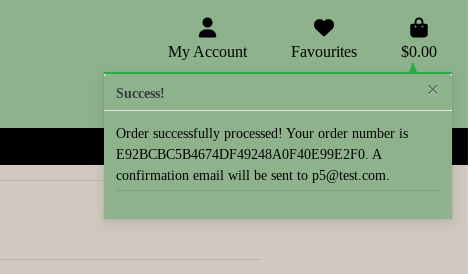 My Account Favourites $0.00
Success! ×
Order successfully processed! Your order number is
E92BCBC5B4674DF49248A0F40E99E2F0. A
confirmation email will be sent to p5@test.com.